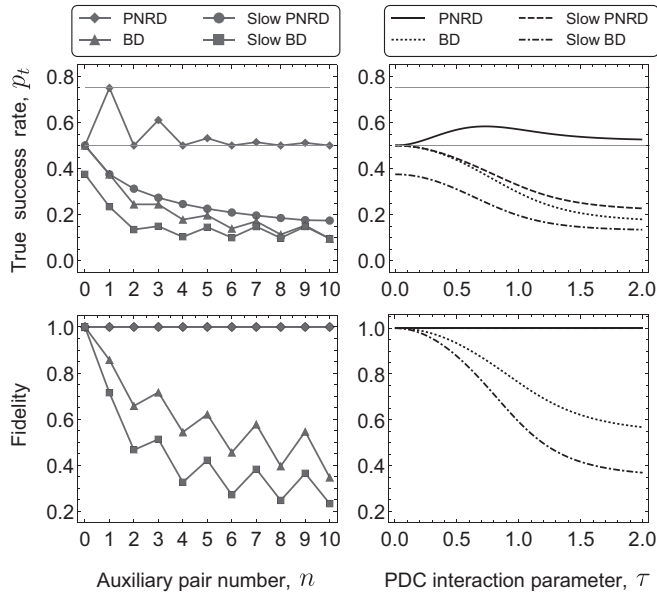 PNRD Slow PNRD
BD Slow BD
PNRD Slow PNRD
BD Slow BD
True success rate, p_t
0.8
0.6
0.4
0.2
0.0
0 1 2 3 4 5 6 7 8 9 10
0.8
0.6
0.4
0.2
0.0
0.0 0.5 1.0 1.5 2.0
Fidelity
1.0
0.8
0.6
0.4
0.2
0 1 2 3 4 5 6 7 8 9 10
Auxiliary pair number, n
1.0
0.8
0.6
0.4
0.2
0.0 0.5 1.0 1.5 2.0
PDC interaction parameter, τ